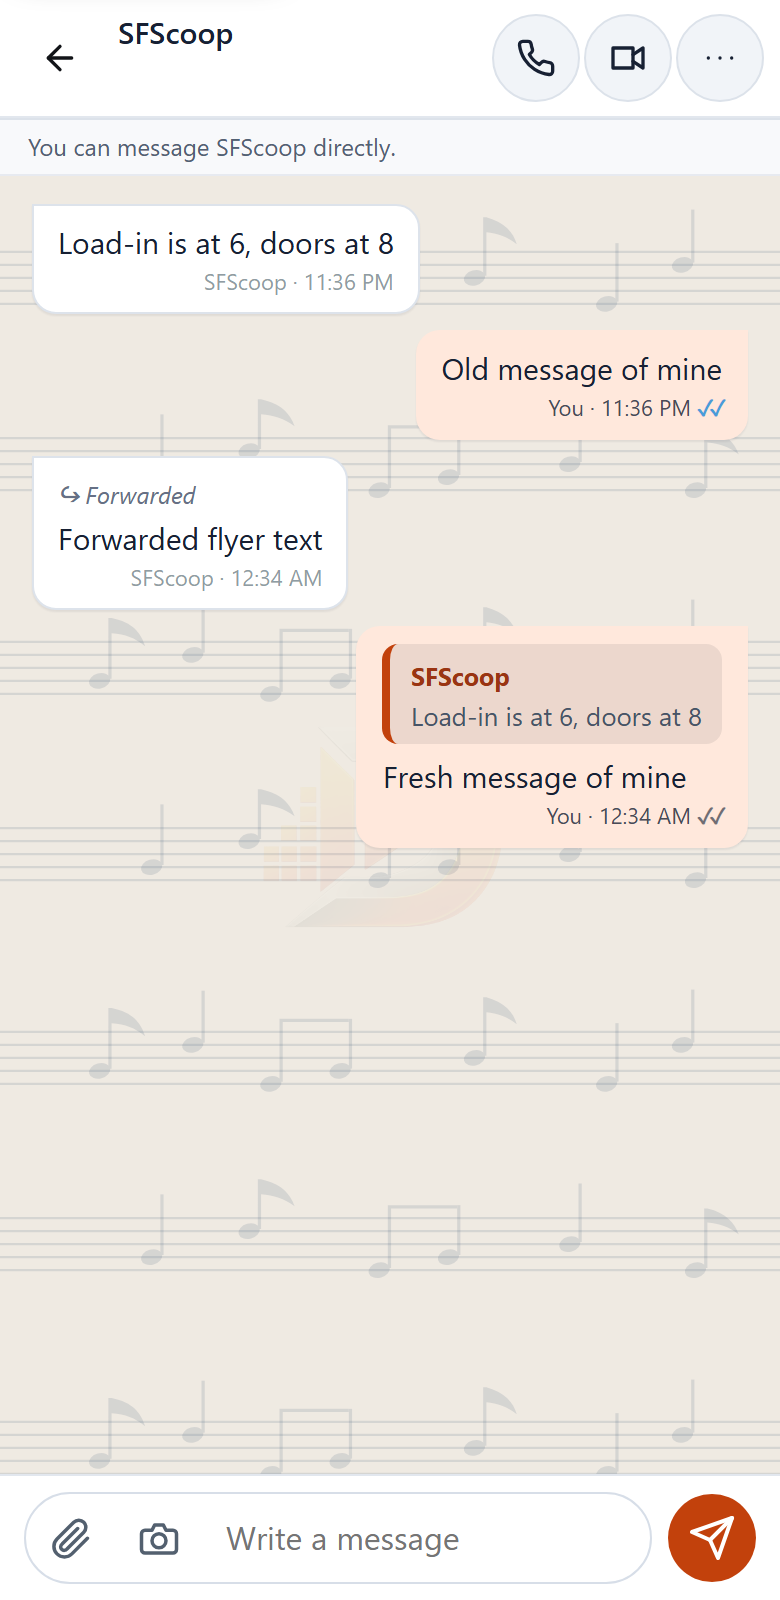 SFScoop
You can message SFScoop directly.
Load-in is at 6, doors at 8
SFScoop · 11:36 PM
Old message of mine
You · 11:36 PM
Forwarded
Forwarded flyer text
SFScoop · 12:34 AM
SFScoop
Load-in is at 6, doors at 8
Fresh message of mine
You · 12:34 AM
Write a message